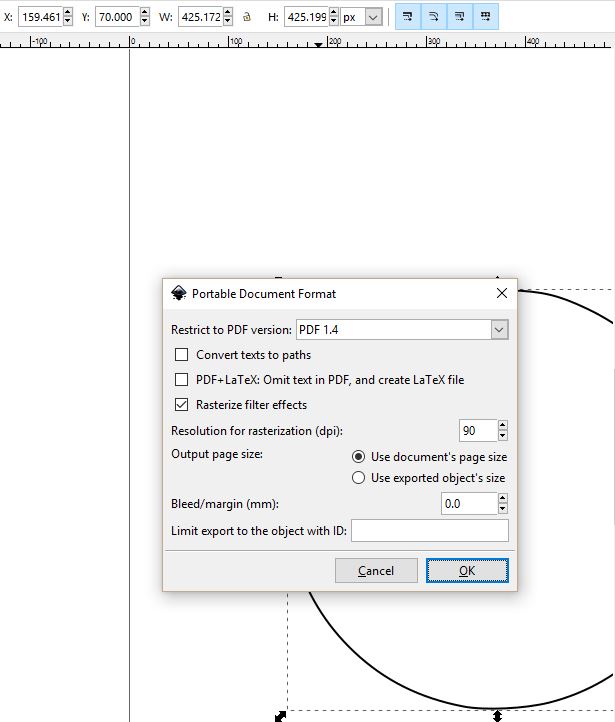 X: 159.461 Y: 70.000 W: 425.172 H: 425.199 px
-100 0 100 200 300 400
Portable Document Format
Restrict to PDF version: PDF 1.4
Convert texts to paths
PDF+LaTeX: Omit text in PDF, and create LaTeX file
Rasterize filter effects
Resolution for rasterization (dpi): 90
Output page size: Use document's page size
Use exported object's size
Bleed/margin (mm): 0.0
Limit export to the object with ID:
Cancel OK